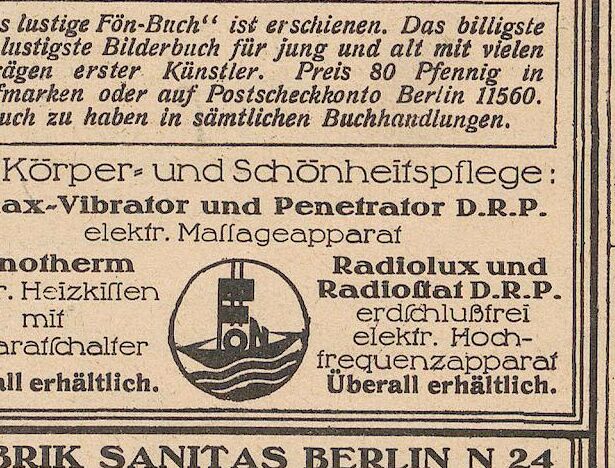 s lustige Fön-Buch“ ist erschienen. Das billigste
lustigste Bilderbuch für jung und alt mit vielen
rägen erster Künstler. Preis 80 Pfennig in
fmarken oder auf Postscheckkonto Berlin 11560.
uch zu haben in sämtlichen Buchhandlungen.
Körper- und Schönheitspflege:
ax-Vibrator und Penetrator D.R.P.
elektr. Maſſageapparat
notherm
r. Heizkiſſen
mit
aratſchalter
all erhältlich.
Radiolux und
Radioſtat D.R.P.
erdſchlußfrei
elektr. Hoch-
frequenzapparat
Überall erhältlich.
BRIK SANITAS BERLIN N 24